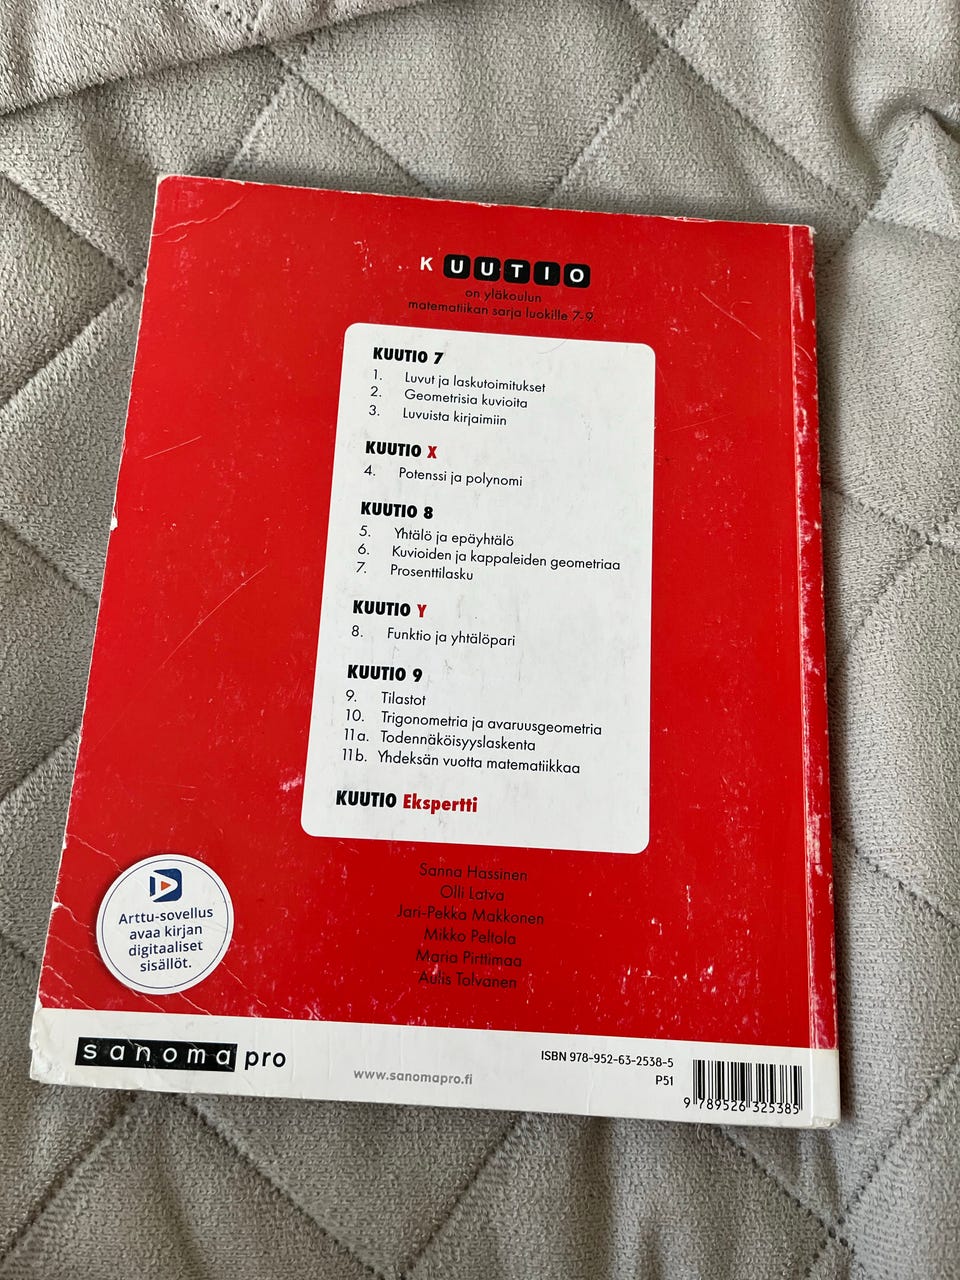 KUUTIO
on yläkoulun
matematiikan sarja luokille 7-9.
KUUTIO 7
1. Luvut ja laskutoimitukset
2. Geometrisia kuvioita
3. Luvuista kirjaimiin
KUUTIO X
4. Potenssi ja polynomi
KUUTIO 8
5. Yhtälö ja epäyhtälö
6. Kuvioiden ja kappaleiden geometriaa
7. Prosenttilasku
KUUTIO Y
8. Funktio ja yhtälöpari
KUUTIO 9
9. Tilastot
10. Trigonometria ja avaruusgeometria
11a. Todennäköisyyslaskenta
11b. Yhdeksän vuotta matematiikkaa
KUUTIO Ekspertti
Sanna Hassinen
Olli Latva
Jari-Pekka Makkonen
Mikko Peltola
Maria Pirttimaa
Aulis Tolvanen
Arttu-sovellus
avaa kirjan
digitaaliset
sisällöt.
sanoma pro
www.sanomapro.fi
ISBN 978-952-63-2538-5
P51
9 789526 325385